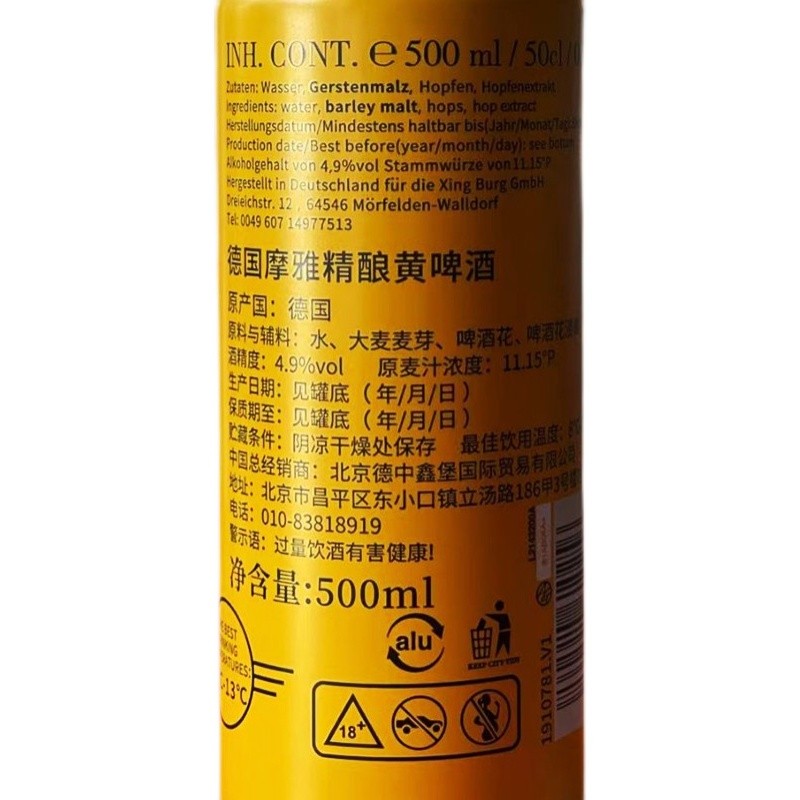 INH. CONT. ℮ 500 ml / 50cl /
Zutaten: Wasser, Gerstenmalz, Hopfen, Hopfenextrakt
Ingredients: water, barley malt, hops, hop extract
Herstellungsdatum/Mindestens haltbar bis(Jahr/Monat/Tag):
Production date/Best before(year/month/day): see bottom
Alkoholgehalt von 4,9%vol Stammwürze von 11.15°P
Hergestellt in Deutschland für die Xing Burg GmbH
Dreieichstr. 12 , 64546 Mörfelden-Walldorf
Tel: 0049 607 14977513
德国摩雅精酿黄啤酒
原产国：德国
原料与辅料：水、大麦麦芽、啤酒花、啤酒花
酒精度：4.9%vol 原麦汁浓度：11.15°P
生产日期：见罐底（年/月/日）
保质期至：见罐底（年/月/日）
贮藏条件：阴凉干燥处保存 最佳饮用温度：
中国总经销商：北京德中鑫堡国际贸易有限公司
地址：北京市昌平区东小口镇立汤路186甲3号楼
电话：010-83818919
警示语：过量饮酒有害健康!
净含量:500ml
BEST
-13°C
alu
KEEP CITY TIDY
18+
L2143200A
1910781.V1